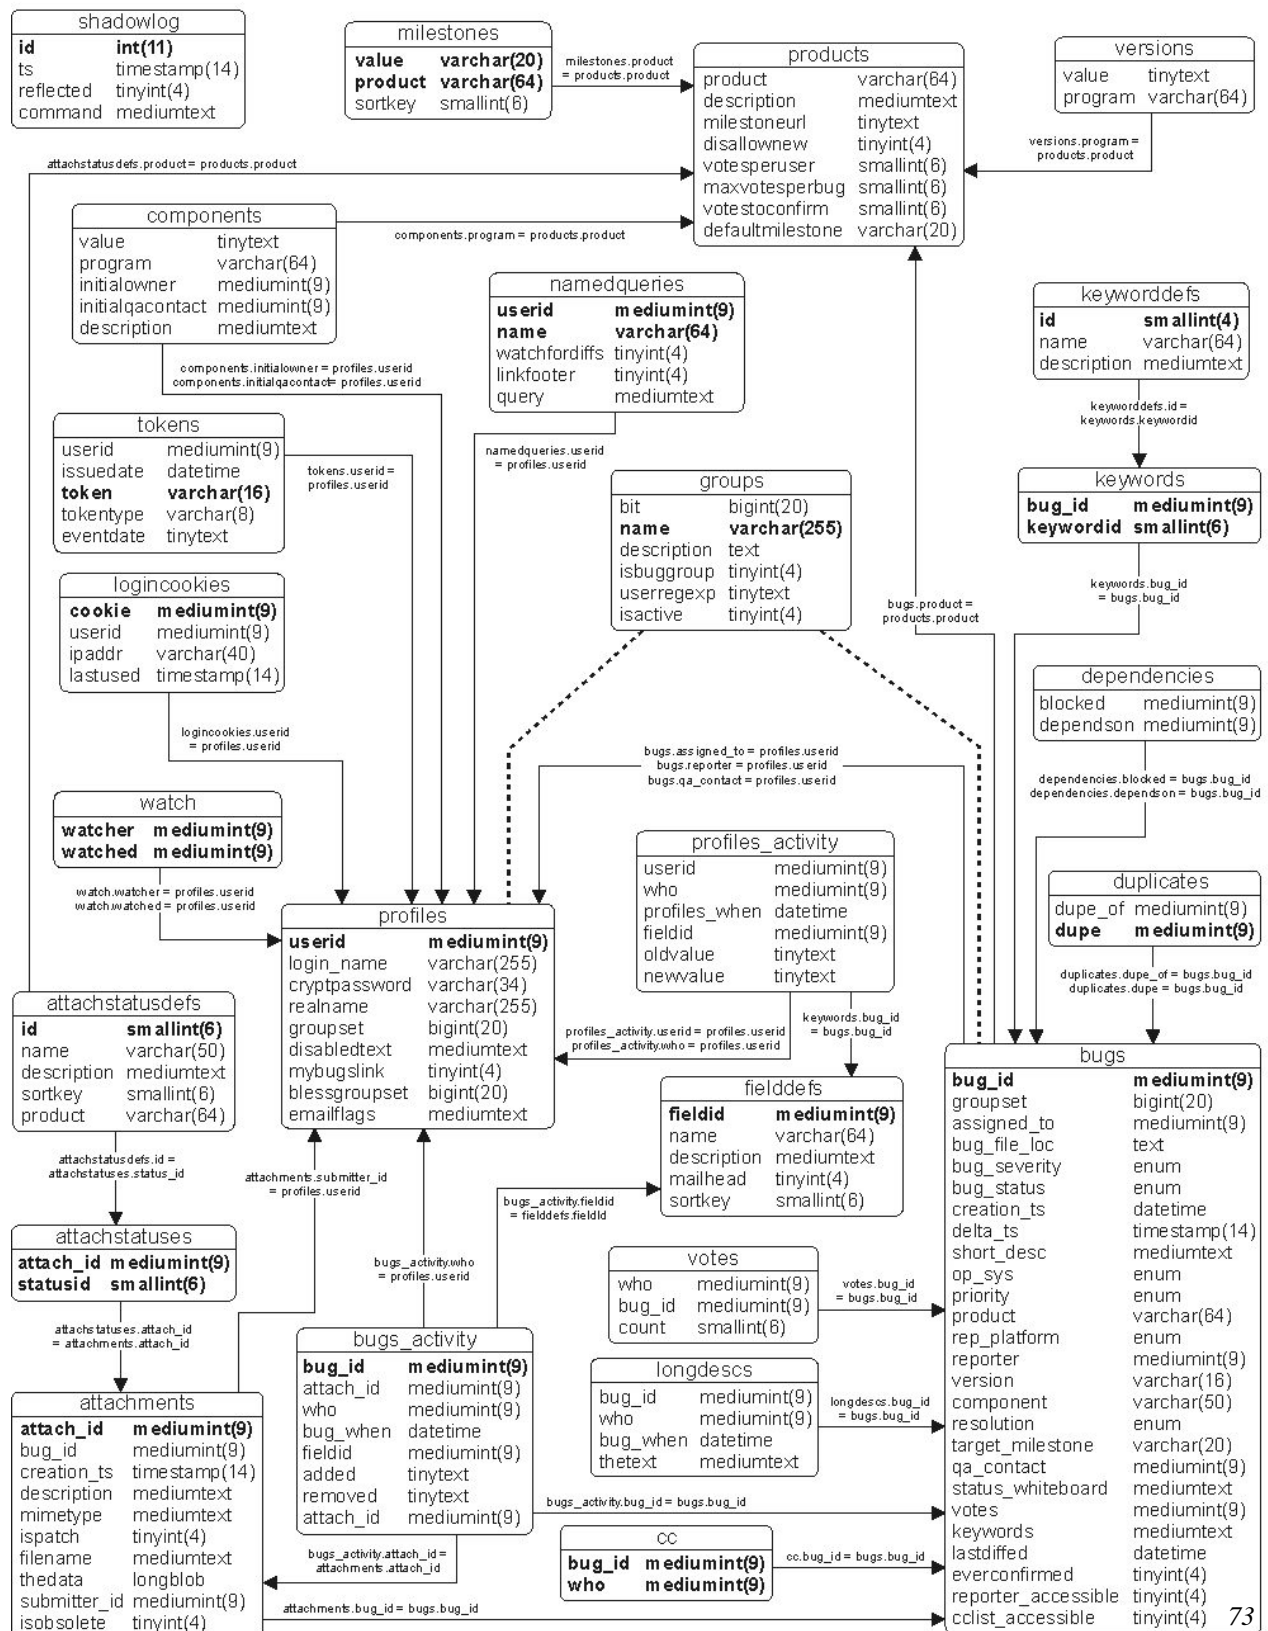 shadowlog
id int(11)
ts timestamp(14)
reflected tinyint(4)
command mediumtext
milestones
value varchar(20)
product varchar(64)
sortkey smallint(6)
milestones.product
= products.product
products
product varchar(64)
description mediumtext
milestoneurl tinytext
disallownew tinyint(4)
votesperuser smallint(6)
maxvotesperbug smallint(6)
votestoconfirm smallint(6)
defaultmilestone varchar(20)
versions
value tinytext
program varchar(64)
versions.program =
products.product
attachstatusdefs.product = products.product
components
value tinytext
program varchar(64)
initialowner mediumint(9)
initialqacontact mediumint(9)
description mediumtext
components.program = products.product
components.initialowner = profiles.userid
components.initialqacontact= profiles.userid
namedqueries
userid mediumint(9)
name varchar(64)
watchfordiffs tinyint(4)
linkfooter tinyint(4)
query mediumtext
namedqueries.userid
= profiles.userid
keyworddefs
id smallint(4)
name varchar(64)
description mediumtext
keyworddefs.id =
keywords.keywordid
tokens
userid mediumint(9)
issuedate datetime
token varchar(16)
tokentype varchar(8)
eventdate tinytext
tokens.userid =
profiles.userid
groups
bit bigint(20)
name varchar(255)
description text
isbuggroup tinyint(4)
userregexp tinytext
isactive tinyint(4)
keywords
bug_id mediumint(9)
keywordid smallint(6)
keywords.bug_id
= bugs.bug_id
bugs.product =
products.product
logincookies
cookie mediumint(9)
userid mediumint(9)
ipaddr varchar(40)
lastused timestamp(14)
logincookies.userid
= profiles.userid
dependencies
blocked mediumint(9)
dependson mediumint(9)
dependencies.blocked = bugs.bug_id
dependencies.dependson = bugs.bug_id
bugs.assigned_to = profiles.userid
bugs.reporter = profiles.userid
bugs.qa_contact = profiles.userid
watch
watcher mediumint(9)
watched mediumint(9)
watch.watcher = profiles.userid
watch.watched = profiles.userid
profiles_activity
userid mediumint(9)
who mediumint(9)
profiles_when datetime
fieldid mediumint(9)
oldvalue tinytext
newvalue tinytext
profiles_activity.userid = profiles.userid
profiles_activity.who = profiles.userid
keywords.bug_id
= bugs.bug_id
duplicates
dupe_of mediumint(9)
dupe mediumint(9)
duplicates.dupe_of = bugs.bug_id
duplicates.dupe = bugs.bug_id
profiles
userid mediumint(9)
login_name varchar(255)
cryptpassword varchar(34)
realname varchar(255)
groupset bigint(20)
disabledtext mediumtext
mybugslink tinyint(4)
blessgroupset bigint(20)
emailflags mediumtext
attachstatusdefs
id smallint(6)
name varchar(50)
description mediumtext
sortkey smallint(6)
product varchar(64)
attachstatusdefs.id =
attachstatuses.status_id
fielddefs
fieldid mediumint(9)
name varchar(64)
description mediumtext
mailhead tinyint(4)
sortkey smallint(6)
bugs
bug_id mediumint(9)
groupset bigint(20)
assigned_to mediumint(9)
bug_file_loc text
bug_severity enum
bug_status enum
creation_ts datetime
delta_ts timestamp(14)
short_desc mediumtext
op_sys enum
priority enum
product varchar(64)
rep_platform enum
reporter mediumint(9)
version varchar(16)
component varchar(50)
resolution enum
target_milestone varchar(20)
qa_contact mediumint(9)
status_whiteboard mediumtext
votes mediumint(9)
keywords mediumtext
lastdiffed datetime
everconfirmed tinyint(4)
reporter_accessible tinyint(4)
cclist_accessible tinyint(4)
attachments.submitter_id
= profiles.userid
bugs_activity.fieldid
= fielddefs.fieldId
bugs_activity.who
= profiles.userid
attachstatuses
attach_id mediumint(9)
statusid smallint(6)
attachstatuses.attach_id
= attachments.attach_id
votes
who mediumint(9)
bug_id mediumint(9)
count smallint(6)
votes.bug_id
= bugs.bug_id
bugs_activity
bug_id mediumint(9)
attach_id mediumint(9)
who mediumint(9)
bug_when datetime
fieldid mediumint(9)
added tinytext
removed tinytext
attach_id mediumint(9)
longdescs
bug_id mediumint(9)
who mediumint(9)
bug_when datetime
thetext mediumtext
longdescs.bug_id
= bugs.bug_id
attachments
attach_id mediumint(9)
bug_id mediumint(9)
creation_ts timestamp(14)
description mediumtext
mimetype mediumtext
ispatch tinyint(4)
filename mediumtext
thedata longblob
submitter_id mediumint(9)
isobsolete tinyint(4)
bugs_activity.bug_id = bugs.bug_id
bugs_activity.attach_id =
attachments.attach_id
cc
bug_id mediumint(9)
who mediumint(9)
cc.bug_id = bugs.bug_id
attachments.bug_id = bugs.bug_id
73